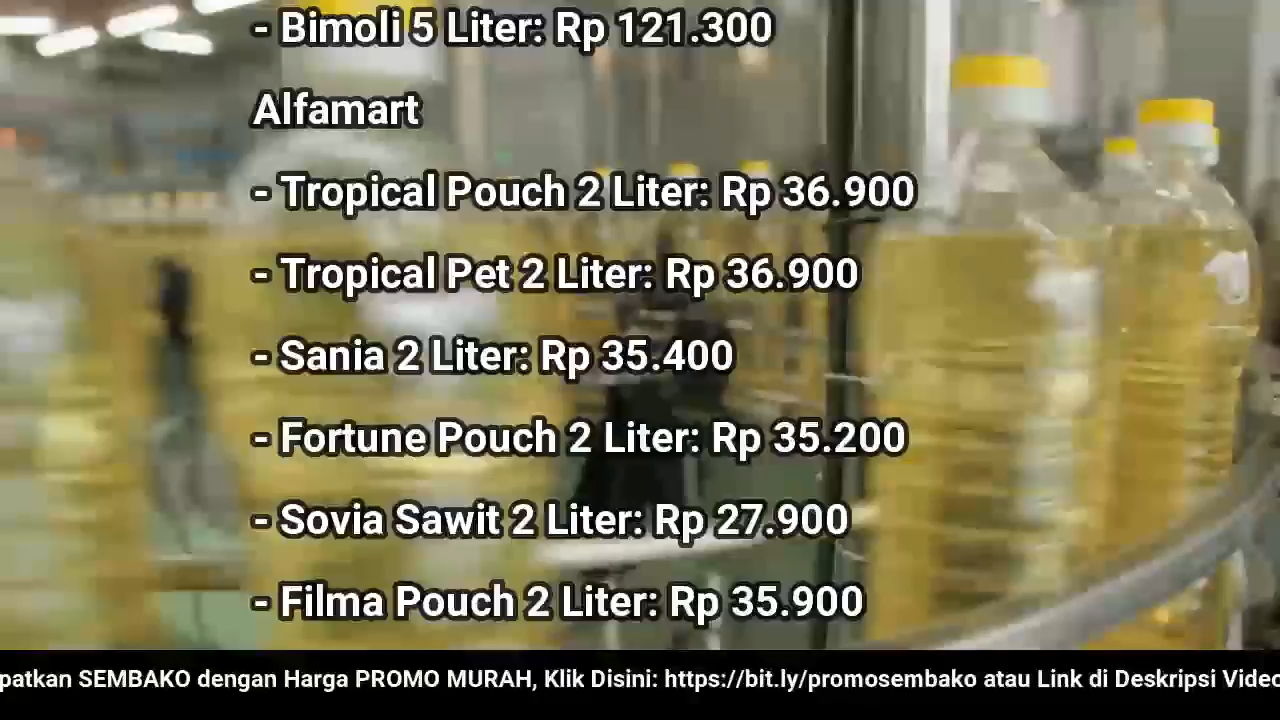 - Bimoli 5 Liter: Rp 121.300
Alfamart
- Tropical Pouch 2 Liter: Rp 36.900
- Tropical Pet 2 Liter: Rp 36.900
- Sania 2 Liter: Rp 35.400
- Fortune Pouch 2 Liter: Rp 35.200
- Sovia Sawit 2 Liter: Rp 27.900
- Filma Pouch 2 Liter: Rp 35.900
patkan SEMBAKO dengan Harga PROMO MURAH, Klik Disini: https://bit.ly/promosembako atau Link di Deskripsi Video